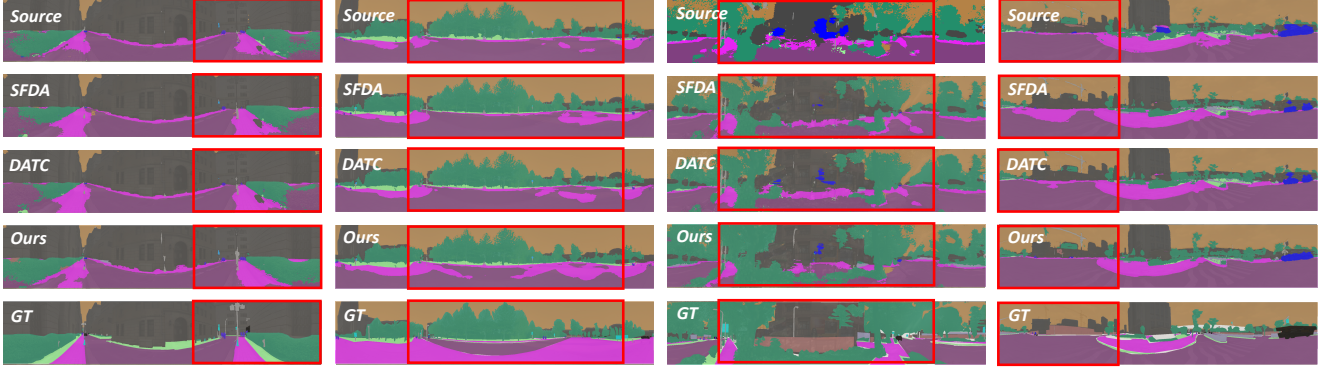 Source Source Source Source
SFDA SFDA SFDA SFDA
DATC DATC DATC DATC
Ours Ours Ours Ours
GT GT GT GT